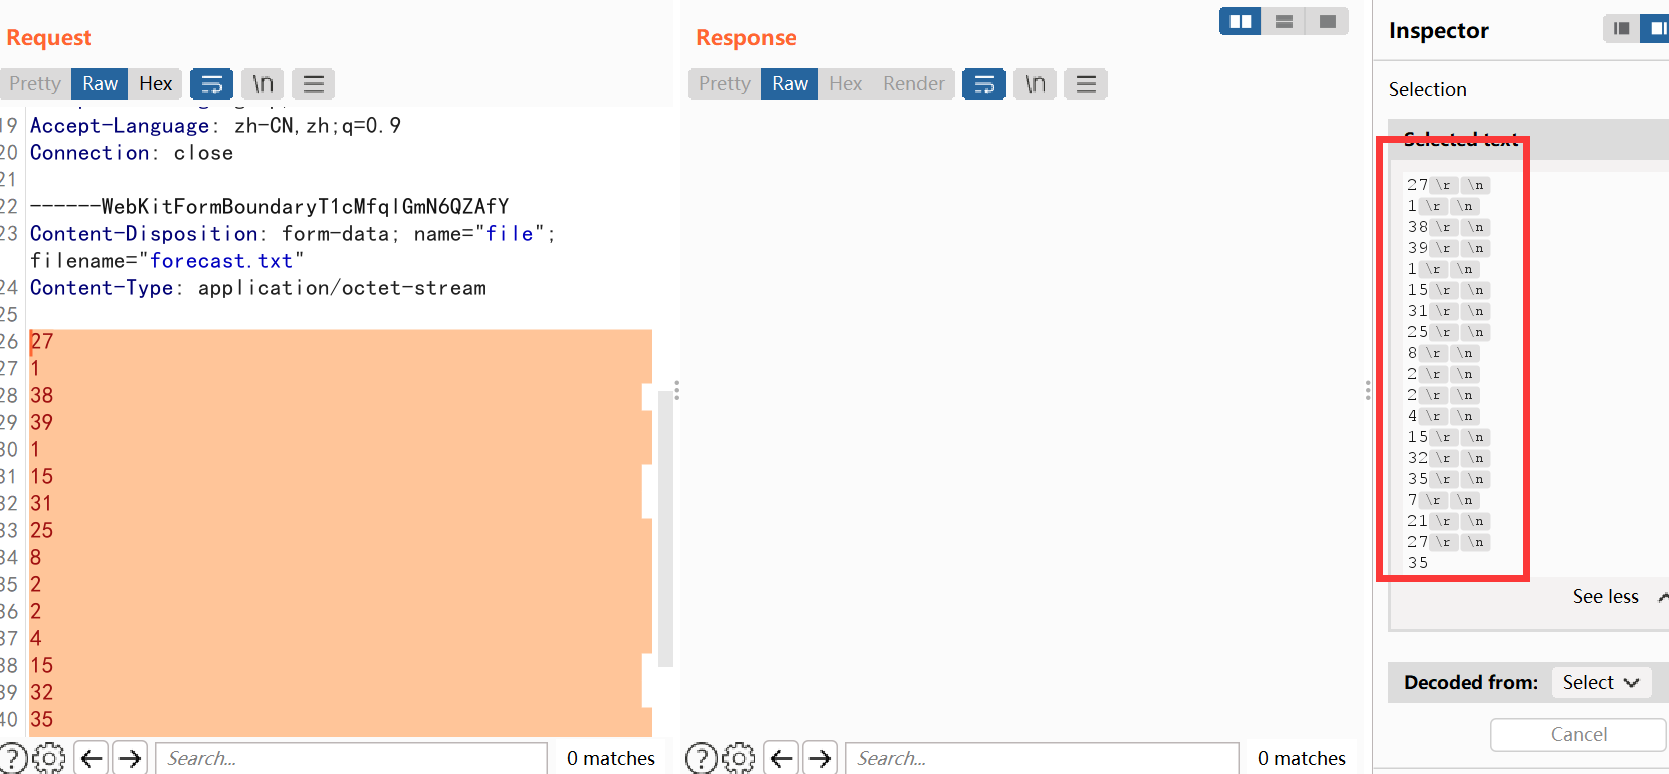 Request
Pretty Raw Hex \n
19 Accept-Language: zh-CN,zh;q=0.9
20 Connection: close
21
22 ------WebKitFormBoundaryT1cMfqlGmN6QZAfY
23 Content-Disposition: form-data; name="file";
filename="forecast.txt"
24 Content-Type: application/octet-stream
25
26 27
27 1
28 38
29 39
30 1
31 15
32 31
33 25
34 8
35 2
36 2
37 4
38 15
39 32
40 35
? Search... 0 matches
Response
Pretty Raw Hex Render \n
? Search... 0 matches
Inspector
Selection
Selected text
27 \r \n
1 \r \n
38 \r \n
39 \r \n
1 \r \n
15 \r \n
31 \r \n
25 \r \n
8 \r \n
2 \r \n
2 \r \n
4 \r \n
15 \r \n
32 \r \n
35 \r \n
7 \r \n
21 \r \n
27 \r \n
35
See less
Decoded from: Select
Cancel